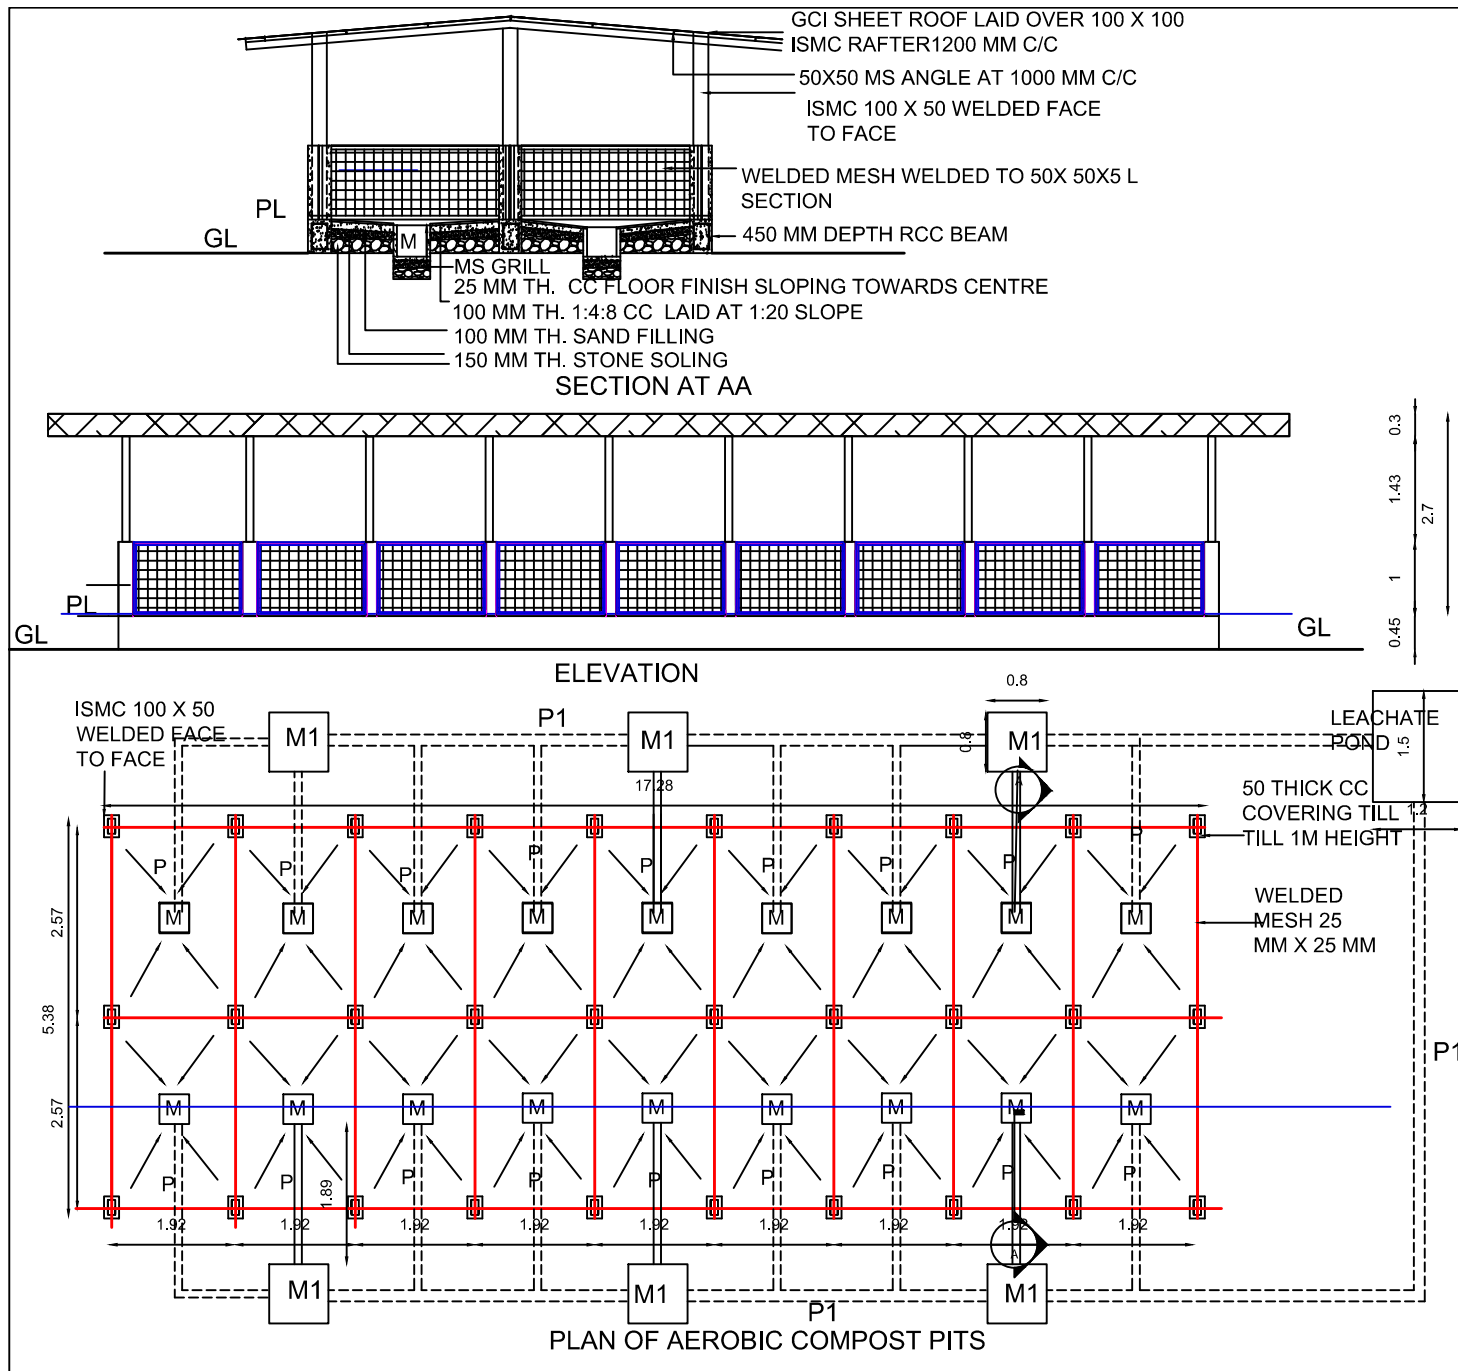 GCI SHEET ROOF LAID OVER 100 X 100
ISMC RAFTER1200 MM C/C
50X50 MS ANGLE AT 1000 MM C/C
ISMC 100 X 50 WELDED FACE
TO FACE
WELDED MESH WELDED TO 50X 50X5 L
SECTION
PL
GL
450 MM DEPTH RCC BEAM
M
MS GRILL
25 MM TH. CC FLOOR FINISH SLOPING TOWARDS CENTRE
100 MM TH. 1:4:8 CC LAID AT 1:20 SLOPE
100 MM TH. SAND FILLING
150 MM TH. STONE SOLING
SECTION AT AA
0.3
1.43
2.7
1
0.45
PL
GL
GL
ELEVATION
0.8
ISMC 100 X 50
WELDED FACE
TO FACE
P1
M1
M1
M1
0.8
LEACHATE
POND
1.5
1.2
17.28
A
50 THICK CC
COVERING TILL
TILL 1M HEIGHT
P
P
P
P
P
P
P
P
P
M
M
M
M
M
M
M
M
M
WELDED
MESH 25
MM X 25 MM
2.57
5.38
2.57
P1
M
M
M
M
M
M
M
M
M
P
P
P
P
P
P
P
P
P
1.89
1.92
1.92
1.92
1.92
1.92
1.92
1.92
1.92
1.92
A
M1
M1
M1
P1
PLAN OF AEROBIC COMPOST PITS